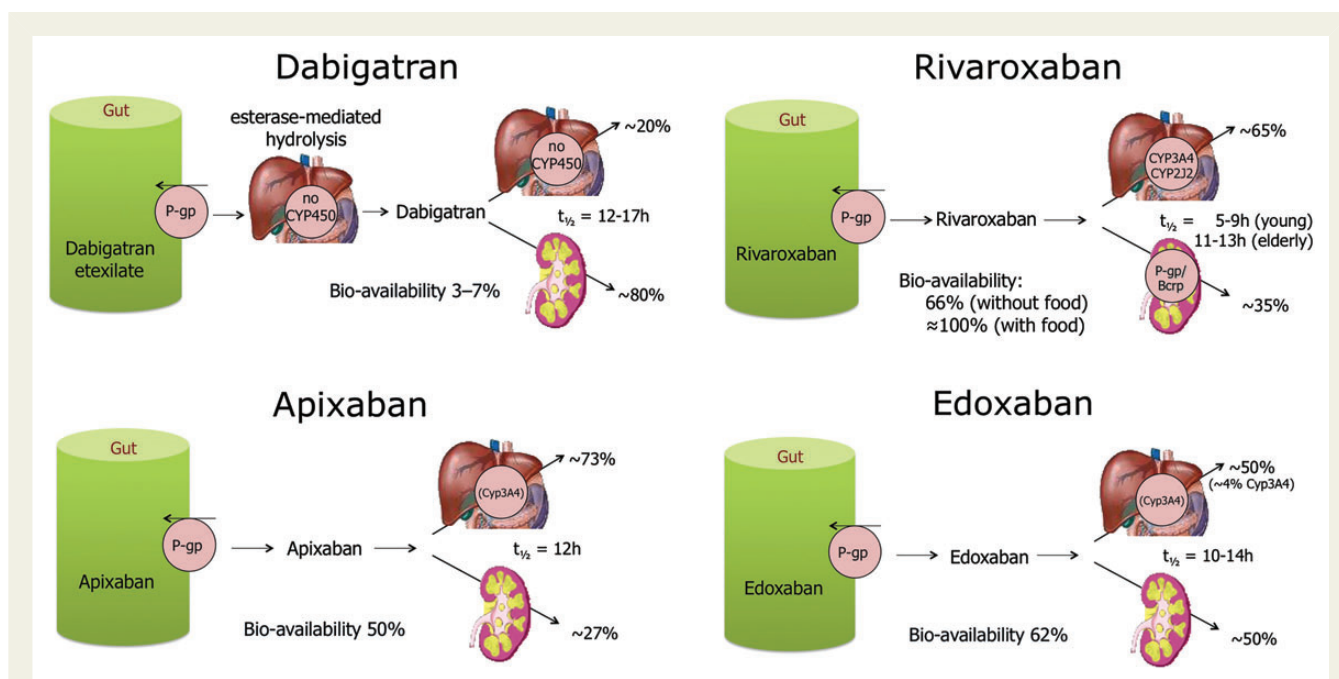 Dabigatran
Gut
esterase-mediated
hydrolysis
no
CYP450
~20%
P-gp
no
CYP450
Dabigatran
t½ = 12-17h
Dabigatran
etexilate
Bio-availability 3–7%
~80%
Rivaroxaban
Gut
CYP3A4
CYP2J2
~65%
P-gp
Rivaroxaban
t½ = 5-9h (young)
11-13h (elderly)
Rivaroxaban
Bio-availability:
66% (without food)
≈100% (with food)
P-gp/
Bcrp
~35%
Apixaban
Gut
(Cyp3A4)
~73%
P-gp
Apixaban
t½ = 12h
Apixaban
Bio-availability 50%
~27%
Edoxaban
Gut
(Cyp3A4)
~50%
(~4% Cyp3A4)
P-gp
Edoxaban
t½ = 10-14h
Edoxaban
Bio-availability 62%
~50%